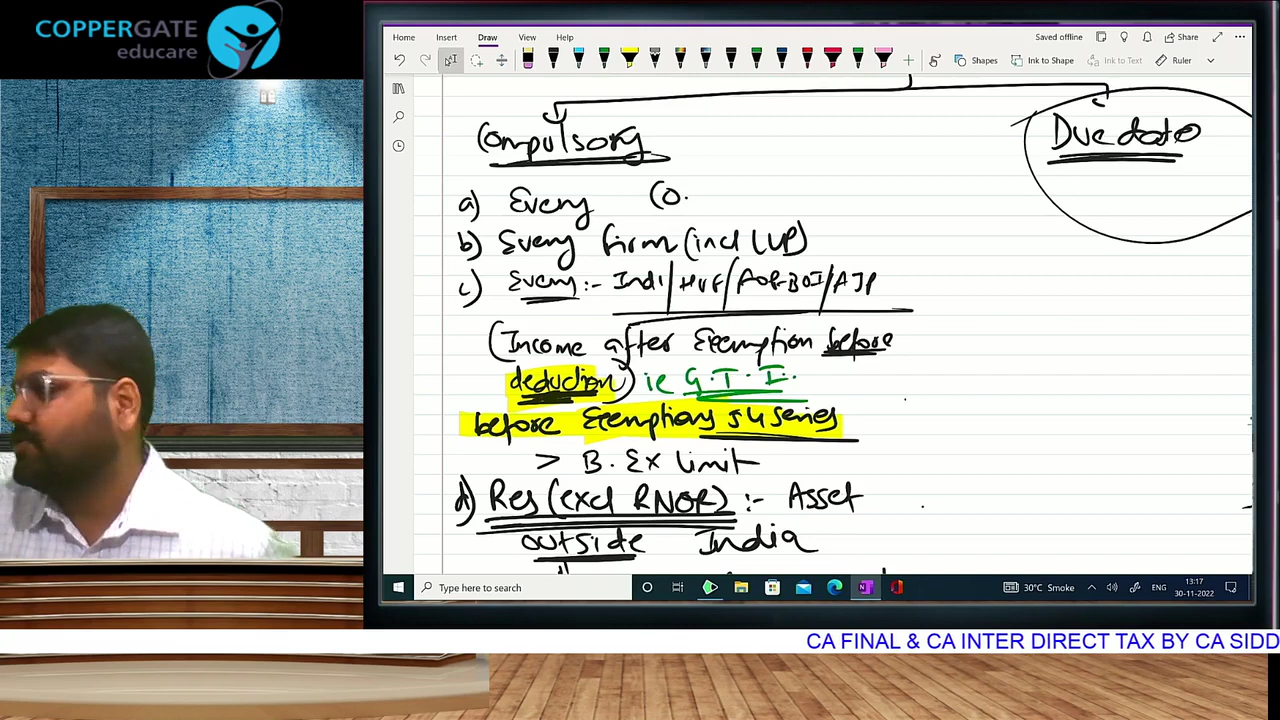 COPPERGATE
educare
Home Insert Draw View Help
Saved offline
Share
Shapes
Ink to Shape
Ink to Text
Ruler
Compulsory
Due date
a) Every Co.
b) Every firm (incl LLP)
c) Every :- Indi/HUF/AOP-BOI/AJP
(Income after Exemption before
deduction) ie G.T.I.
before Exemptions 54 series
> B. Ex limit
d) Res (excl RNOR) :- Asset
outside India
Type here to search
30°C Smoke
ENG
13:17
30-11-2022
CA FINAL & CA INTER DIRECT TAX BY CA SIDD